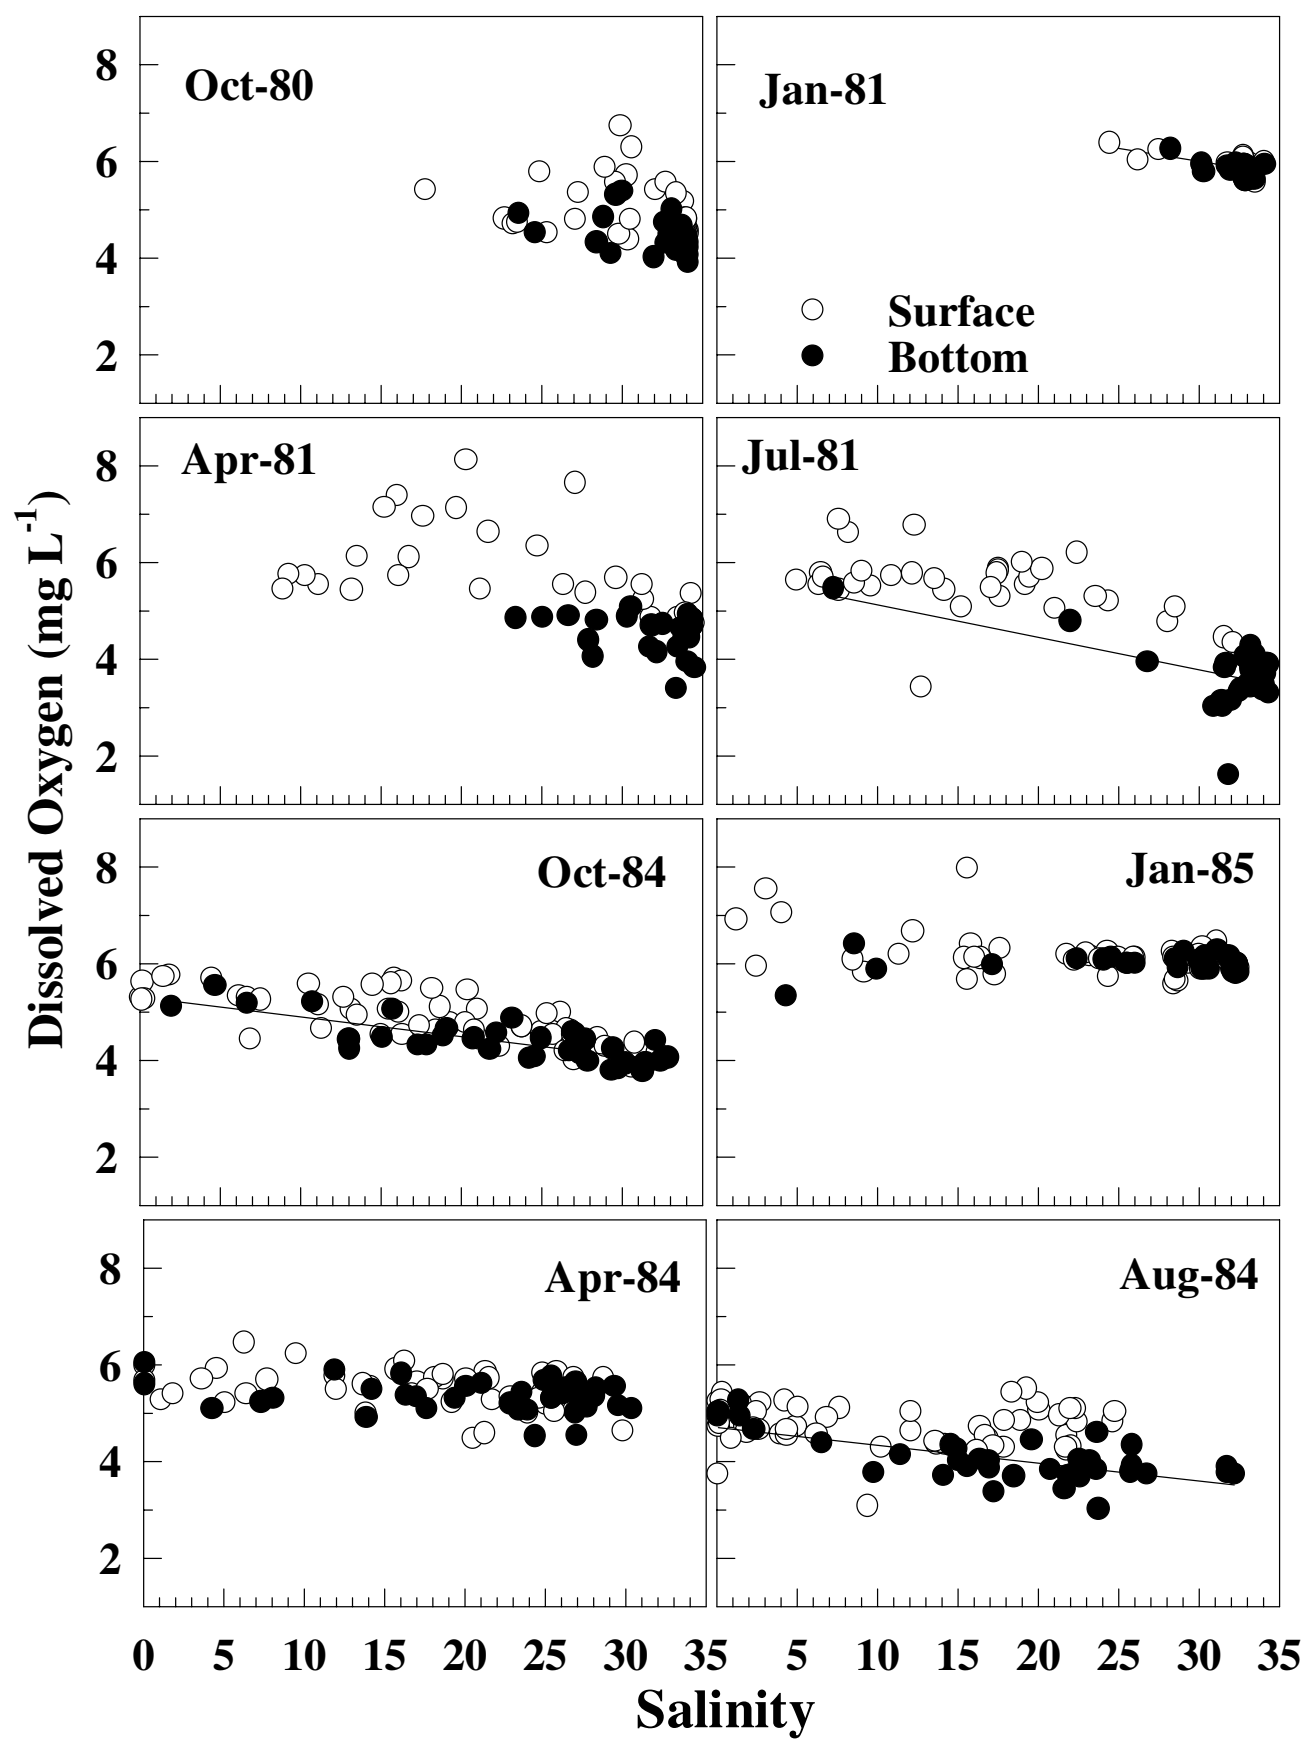 8
6
4
2
Oct-80
Jan-81
Surface
Bottom
8
6
4
2
Apr-81
Jul-81
Dissolved Oxygen (mg L⁻¹)
8
6
4
2
Oct-84
Jan-85
8
6
4
2
Apr-84
Aug-84
0 5 10 15 20 25 30 35 5 10 15 20 25 30 35
Salinity